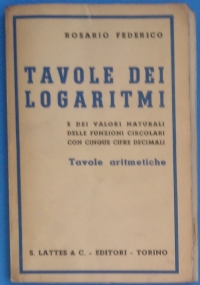 ROSARIO FEDERICO
TAVOLE DEI
LOGARITMI
E DEI VALORI NATURALI
DELLE FUNZIONI CIRCOLARI
CON CINQUE CIFRE DECIMALI
Tavole aritmetiche
S. LATTES & C. - EDITORI - TORINO